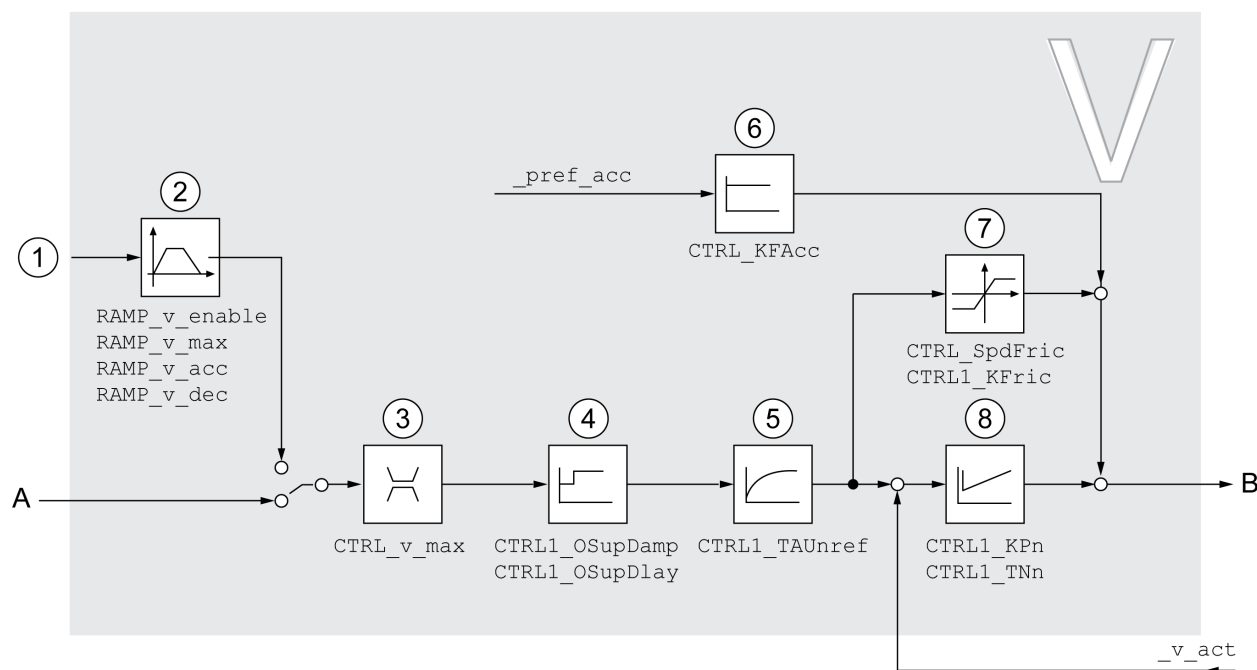 V
6
_pref_acc
CTRL_KFAcc
2
1
RAMP_v_enable
RAMP_v_max
RAMP_v_acc
RAMP_v_dec
7
CTRL_SpdFric
CTRL1_KFric
3
4
5
8
A
B
CTRL_v_max
CTRL1_OSupDamp
CTRL1_OSupDlay
CTRL1_TAUnref
CTRL1_KPn
CTRL1_TNn
_v_act